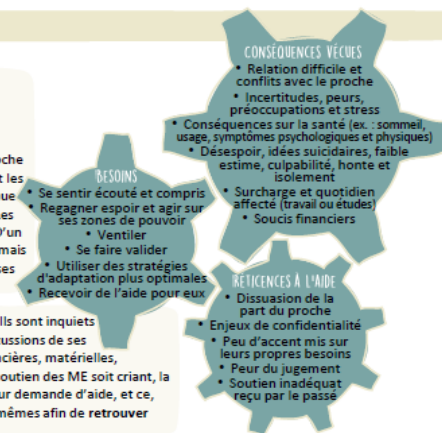 CONSÉQUENCES VÉCUES
• Relation difficile et
conflits avec le proche
• Incertitudes, peurs,
préoccupations et stress
• Conséquences sur la santé (ex. : sommeil,
usage, symptômes psychologiques et physiques)
• Désespoir, idées suicidaires, faible
estime, culpabilité, honte et
isolement
• Surcharge et quotidien
affecté (travail ou études)
• Soucis financiers
BESOINS
• Se sentir écouté et compris
• Regagner espoir et agir sur
ses zones de pouvoir
• Ventiler
• Se faire valider
• Utiliser des stratégies
d'adaptation plus optimales
• Recevoir de l'aide pour eux
RÉTICENCES À L'AIDE
• Dissuasion de la
part du proche
• Enjeux de confidentialité
• Peu d'accent mis sur
leurs propres besoins
• Peur du jugement
• Soutien inadéquat
reçu par le passé
oche
t les
que
nes
D'un
mais
ses
Ils sont inquiets
cussions de ses
ncières, matérielles,
outien des ME soit criant, la
ur demande d'aide, et ce,
mêmes afin de retrouver